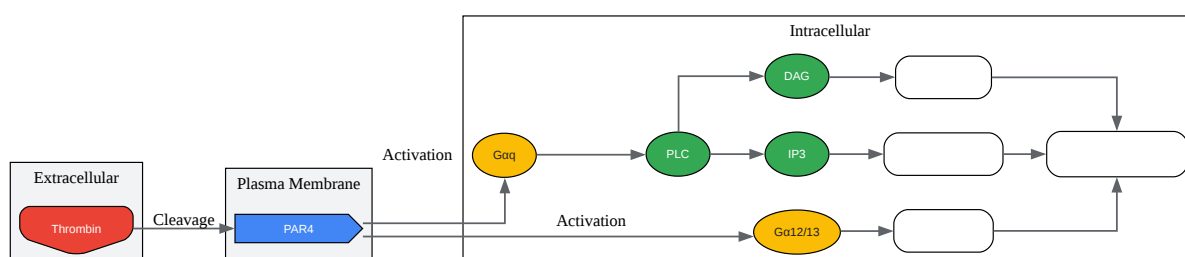 Intracellular
DAG
Activation
Gαq
PLC
IP3
Extracellular
Plasma Membrane
Thrombin
Cleavage
PAR4
Activation
Gα12/13